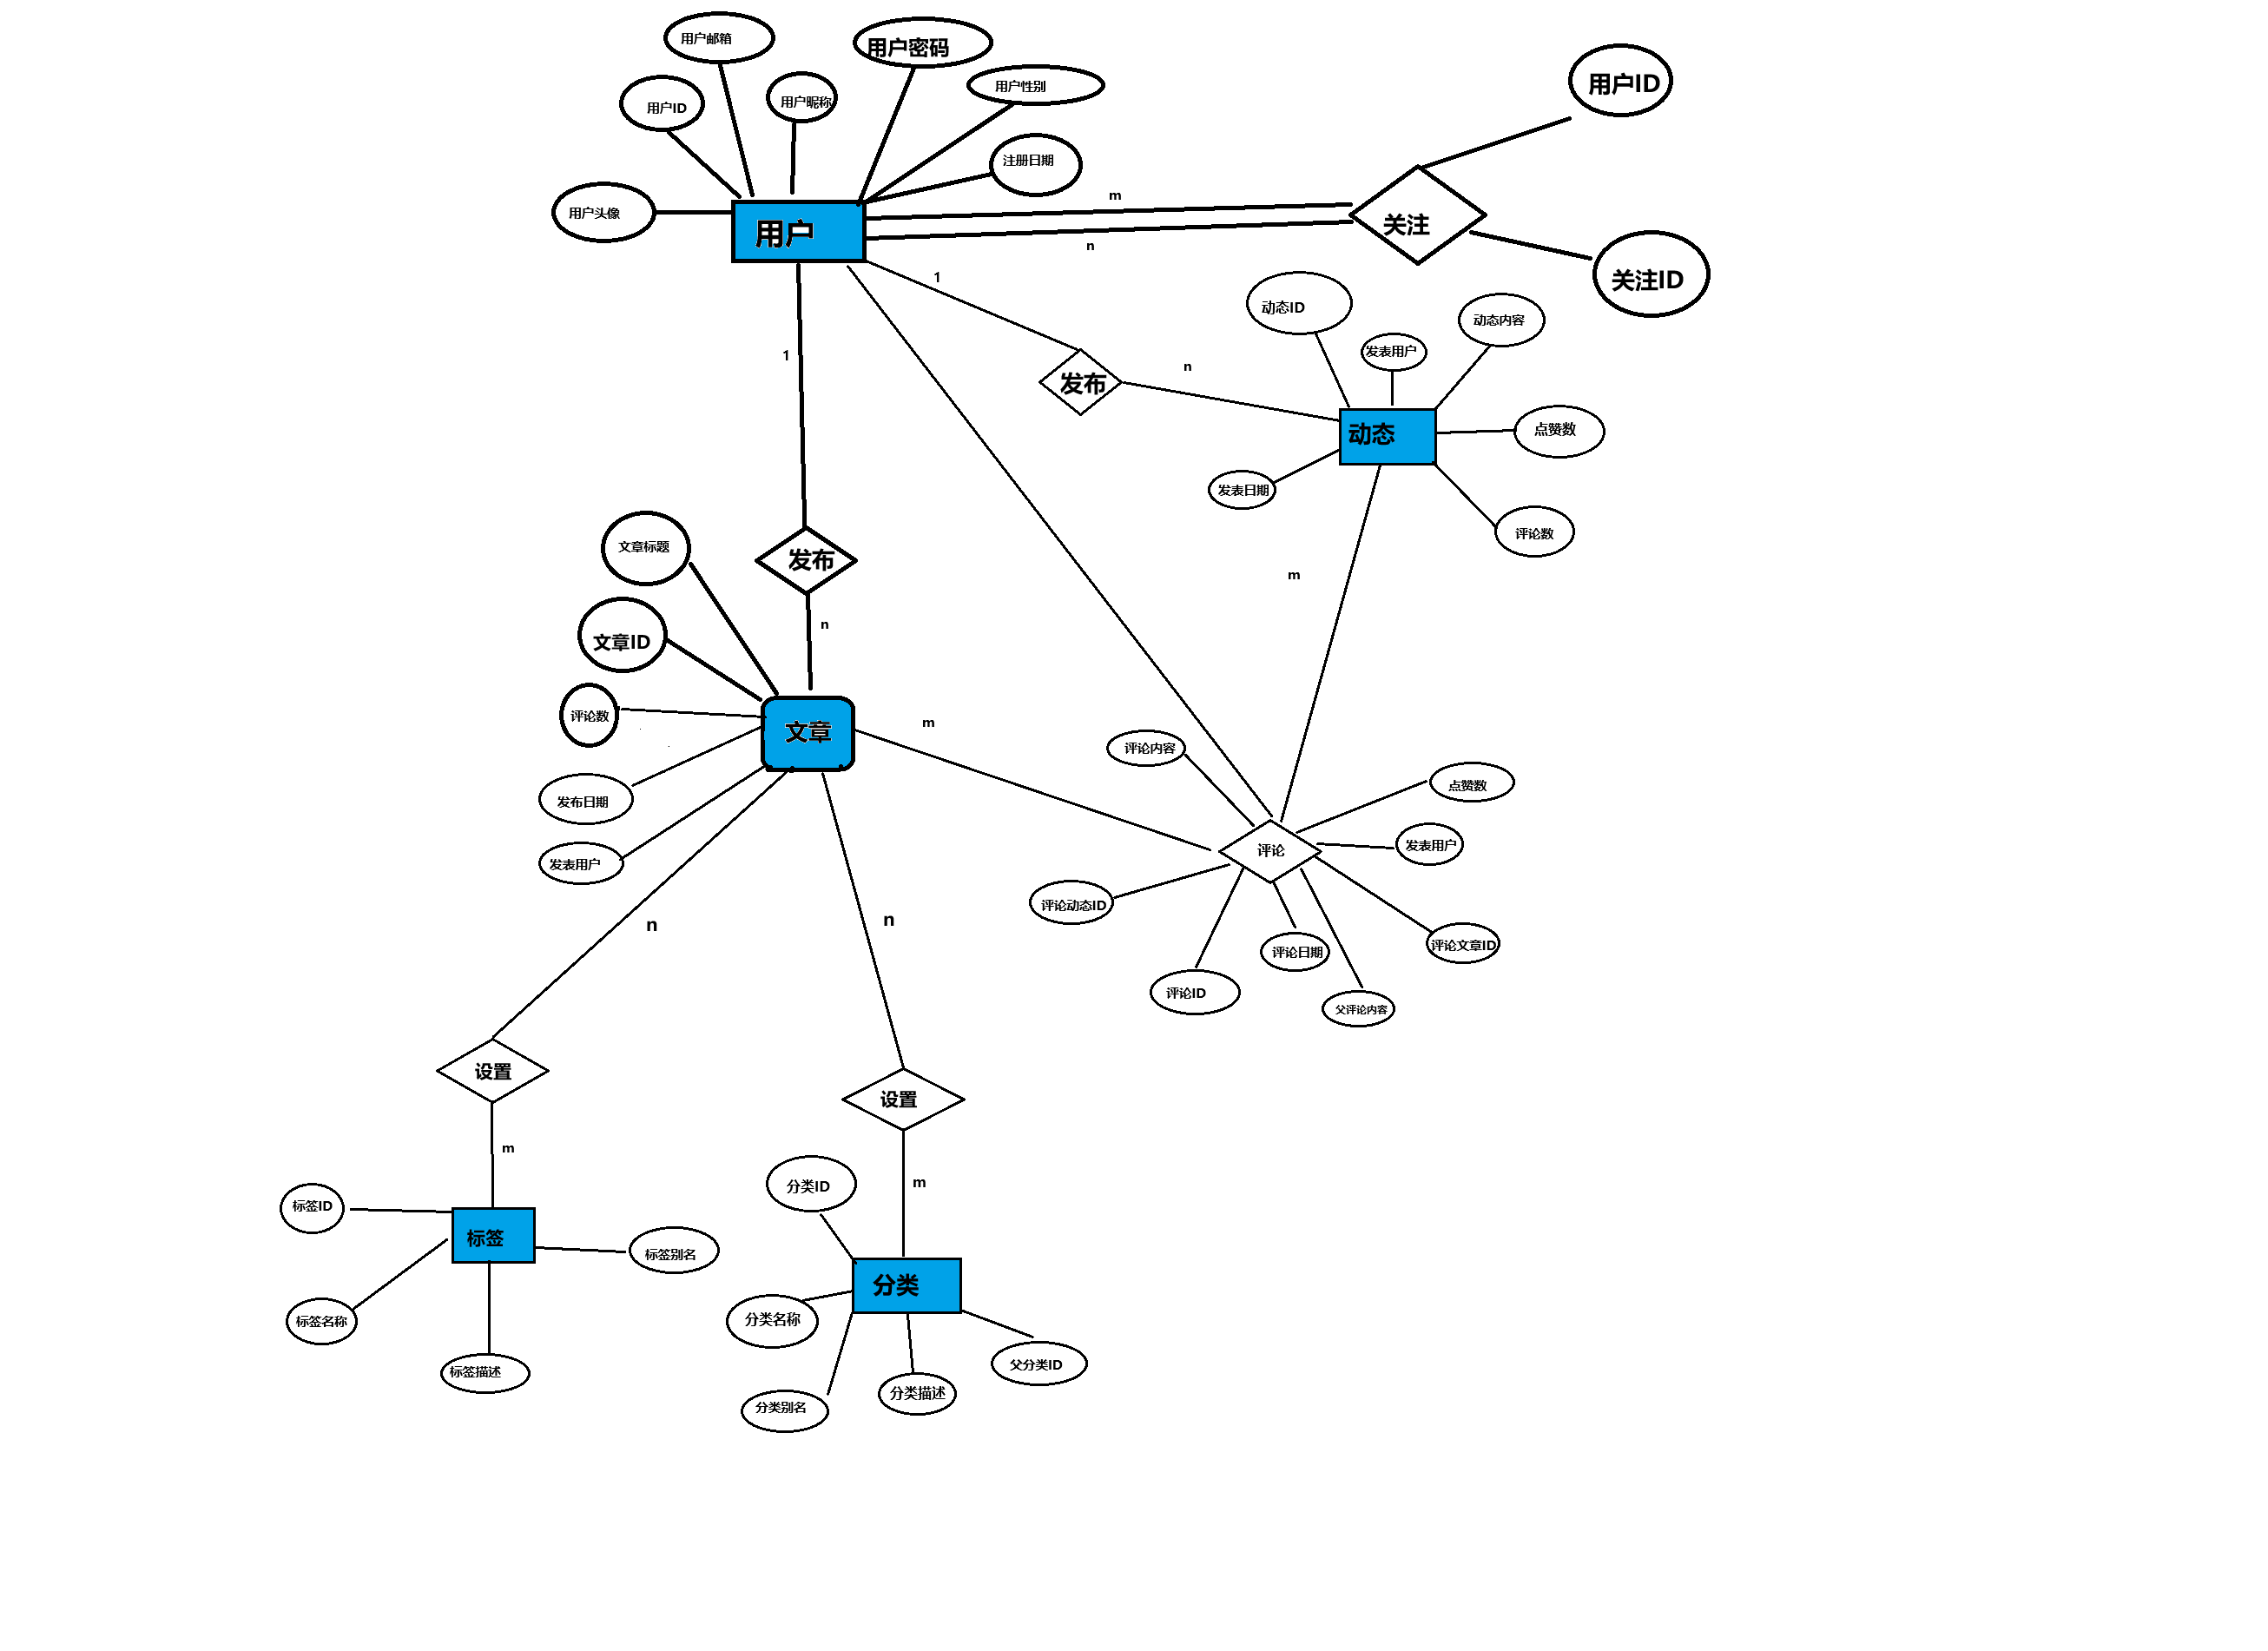 用户邮箱
用户密码
用户ID
用户昵称
用户性别
用户ID
注册日期
用户头像
用户
m
n
关注
关注ID
1
动态ID
动态内容
发表用户
1
发布
n
动态
点赞数
发表日期
评论数
文章标题
发布
m
n
文章ID
评论数
文章
m
评论内容
点赞数
发布日期
发表用户
评论
发表用户
n
n
评论动态ID
评论文章ID
评论日期
评论ID
父评论内容
设置
设置
m
m
分类ID
标签ID
标签
标签别名
分类
标签名称
分类名称
父分类ID
标签描述
分类别名
分类描述